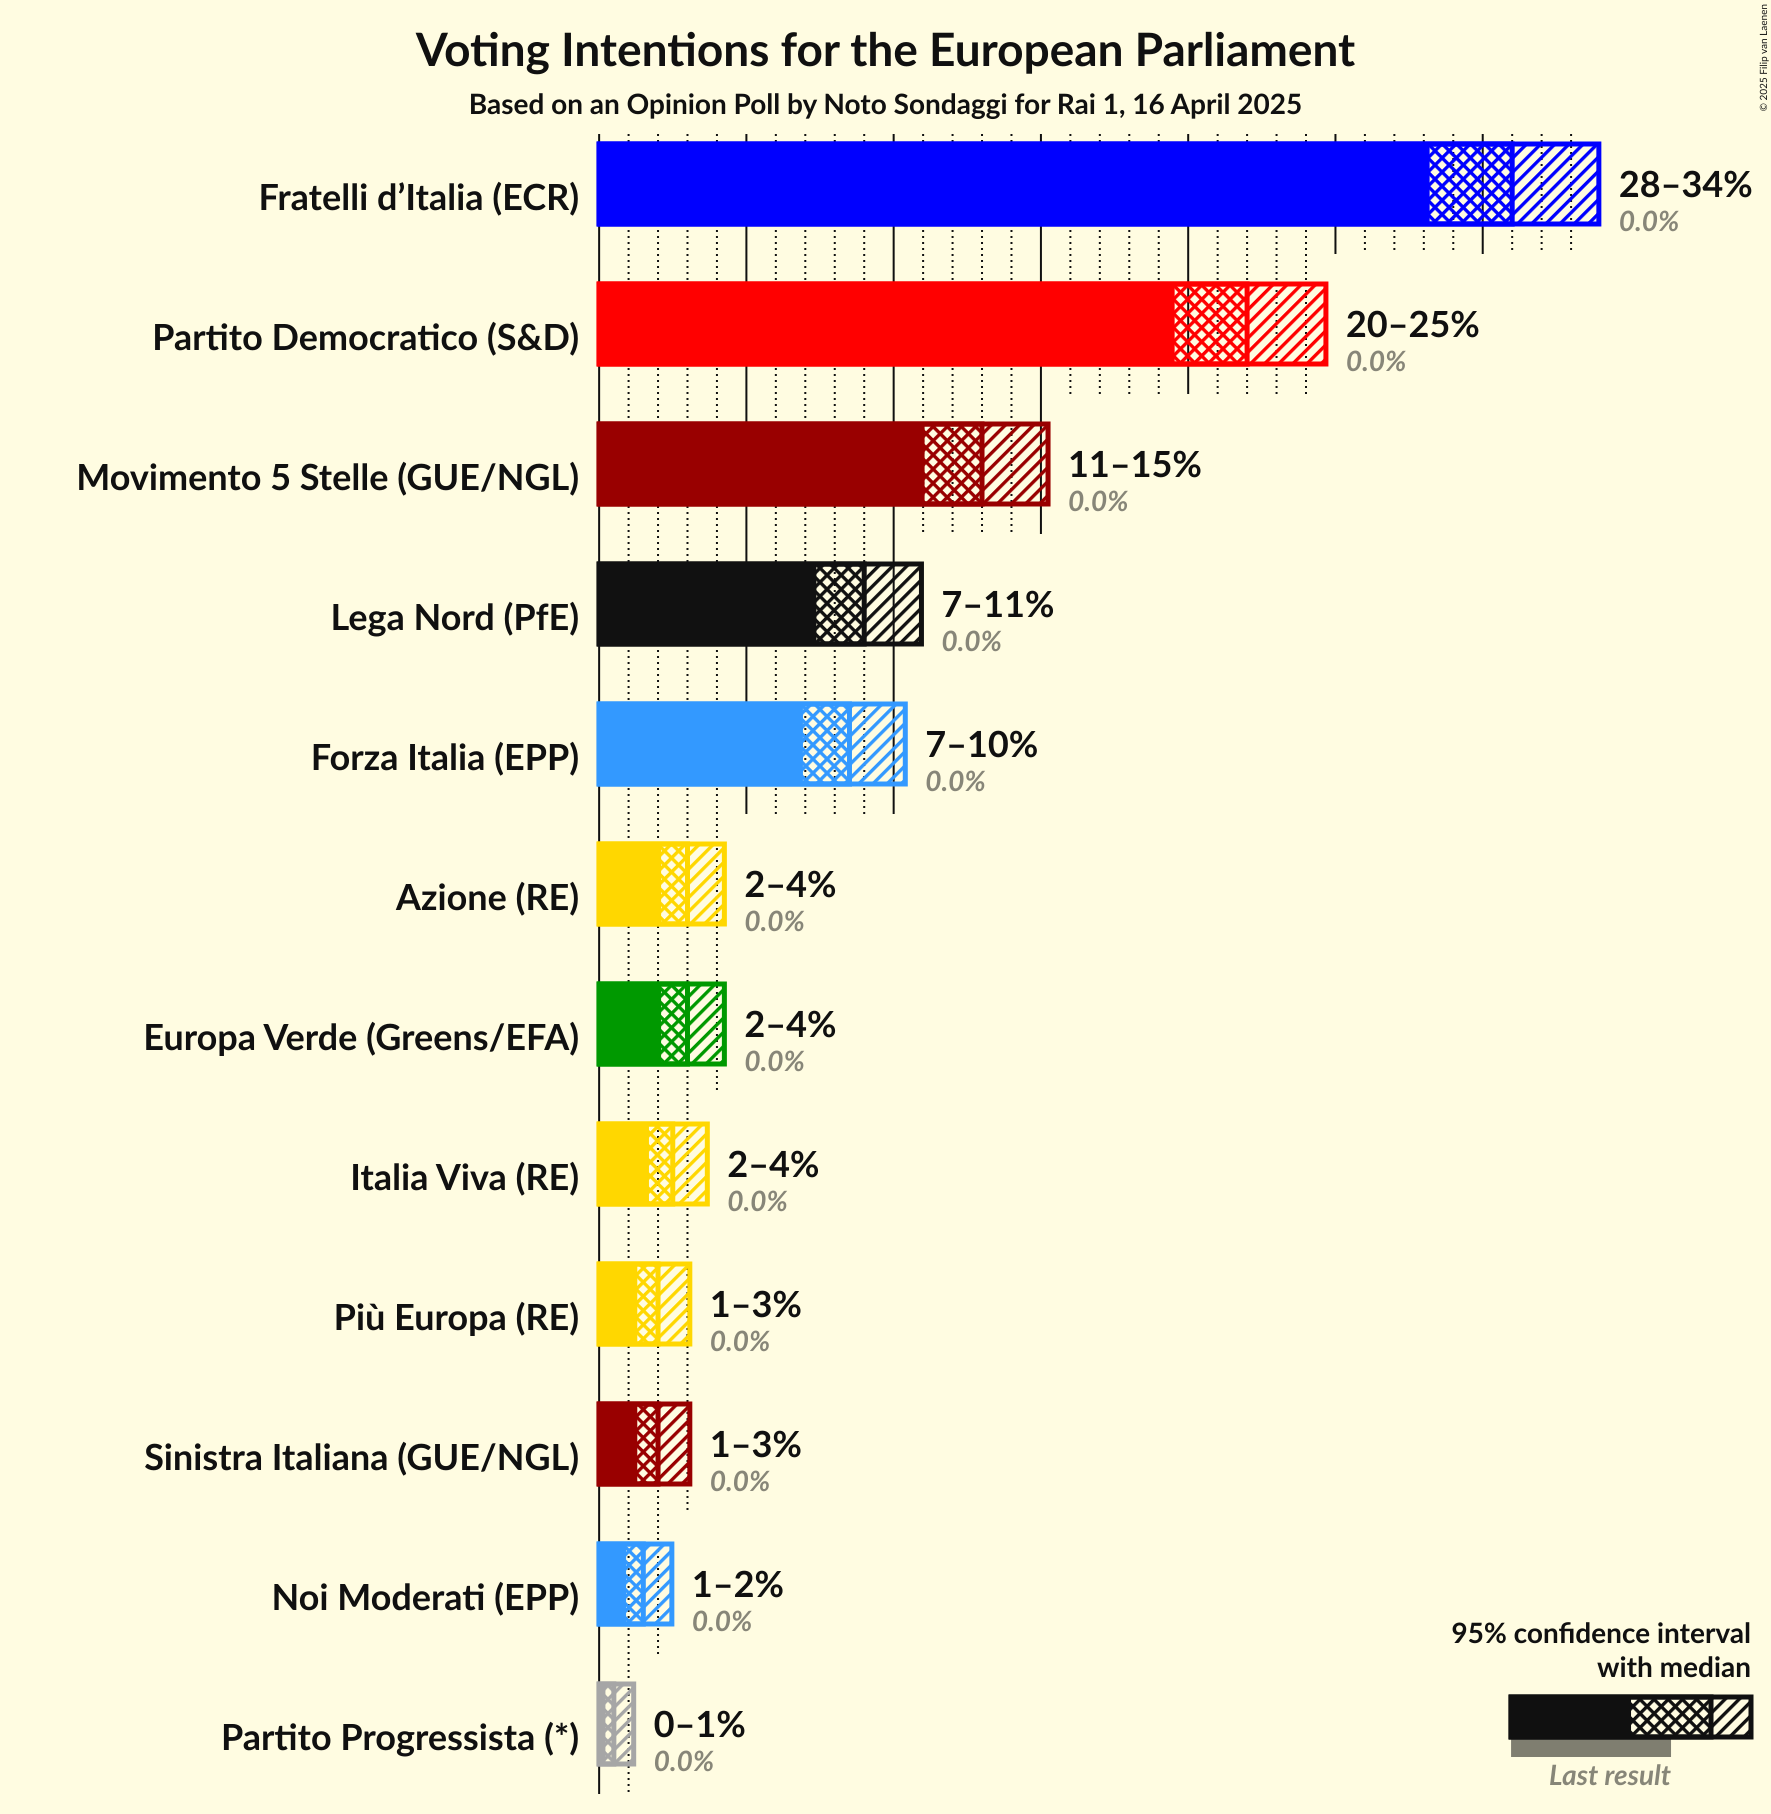 Voting Intentions for the European Parliament
Based on an Opinion Poll by Noto Sondaggi for Rai 1, 16 April 2025
© 2025 Filip van Laenen
Fratelli d’Italia (ECR)
28–34%
0.0%
Partito Democratico (S&D)
20–25%
0.0%
Movimento 5 Stelle (GUE/NGL)
11–15%
0.0%
Lega Nord (PfE)
7–11%
0.0%
Forza Italia (EPP)
7–10%
0.0%
Azione (RE)
2–4%
0.0%
Europa Verde (Greens/EFA)
2–4%
0.0%
Italia Viva (RE)
2–4%
0.0%
Più Europa (RE)
1–3%
0.0%
Sinistra Italiana (GUE/NGL)
1–3%
0.0%
Noi Moderati (EPP)
1–2%
0.0%
Partito Progressista (*)
0–1%
0.0%
95% confidence interval
with median
Last result